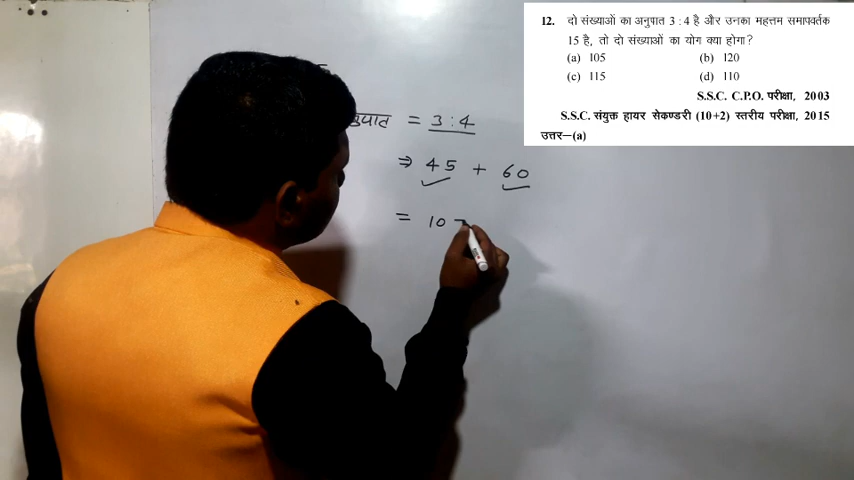 12. दो संख्याओं का अनुपात 3 : 4 है और उनका महत्तम समापवर्तक
15 है, तो दो संख्याओं का योग क्या होगा?
(a) 105 (b) 120
(c) 115 (d) 110
S.S.C. C.P.O. परीक्षा, 2003
S.S.C. संयुक्त हायर सेकण्डरी (10+2) स्तरीय परीक्षा, 2015
उत्तर–(a)
= 3:4
⇒ 45 + 60
= 10